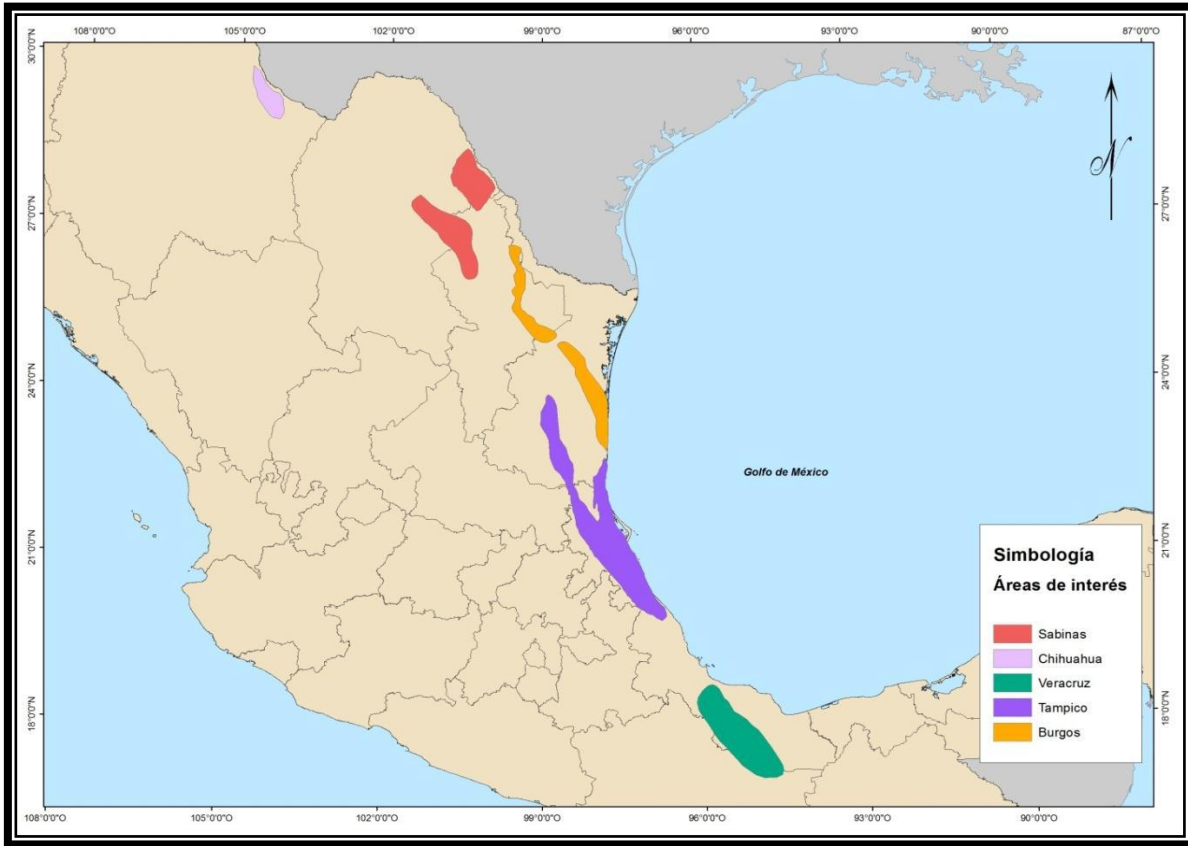 108°0'0"O 105°0'0"O 102°0'0"O 99°0'0"O 96°0'0"O 93°0'0"O 90°0'0"O 87°0'0"O
30°0'0"N
N
27°0'0"N 27°0'0"N
24°0'0"N 24°0'0"N
Golfo de México
21°0'0"N 21°0'0"N
Simbología
Áreas de interés
Sabinas
Chihuahua
Veracruz
Tampico
Burgos
18°0'0"N 18°0'0"N
108°0'0"O 105°0'0"O 102°0'0"O 99°0'0"O 96°0'0"O 93°0'0"O 90°0'0"O